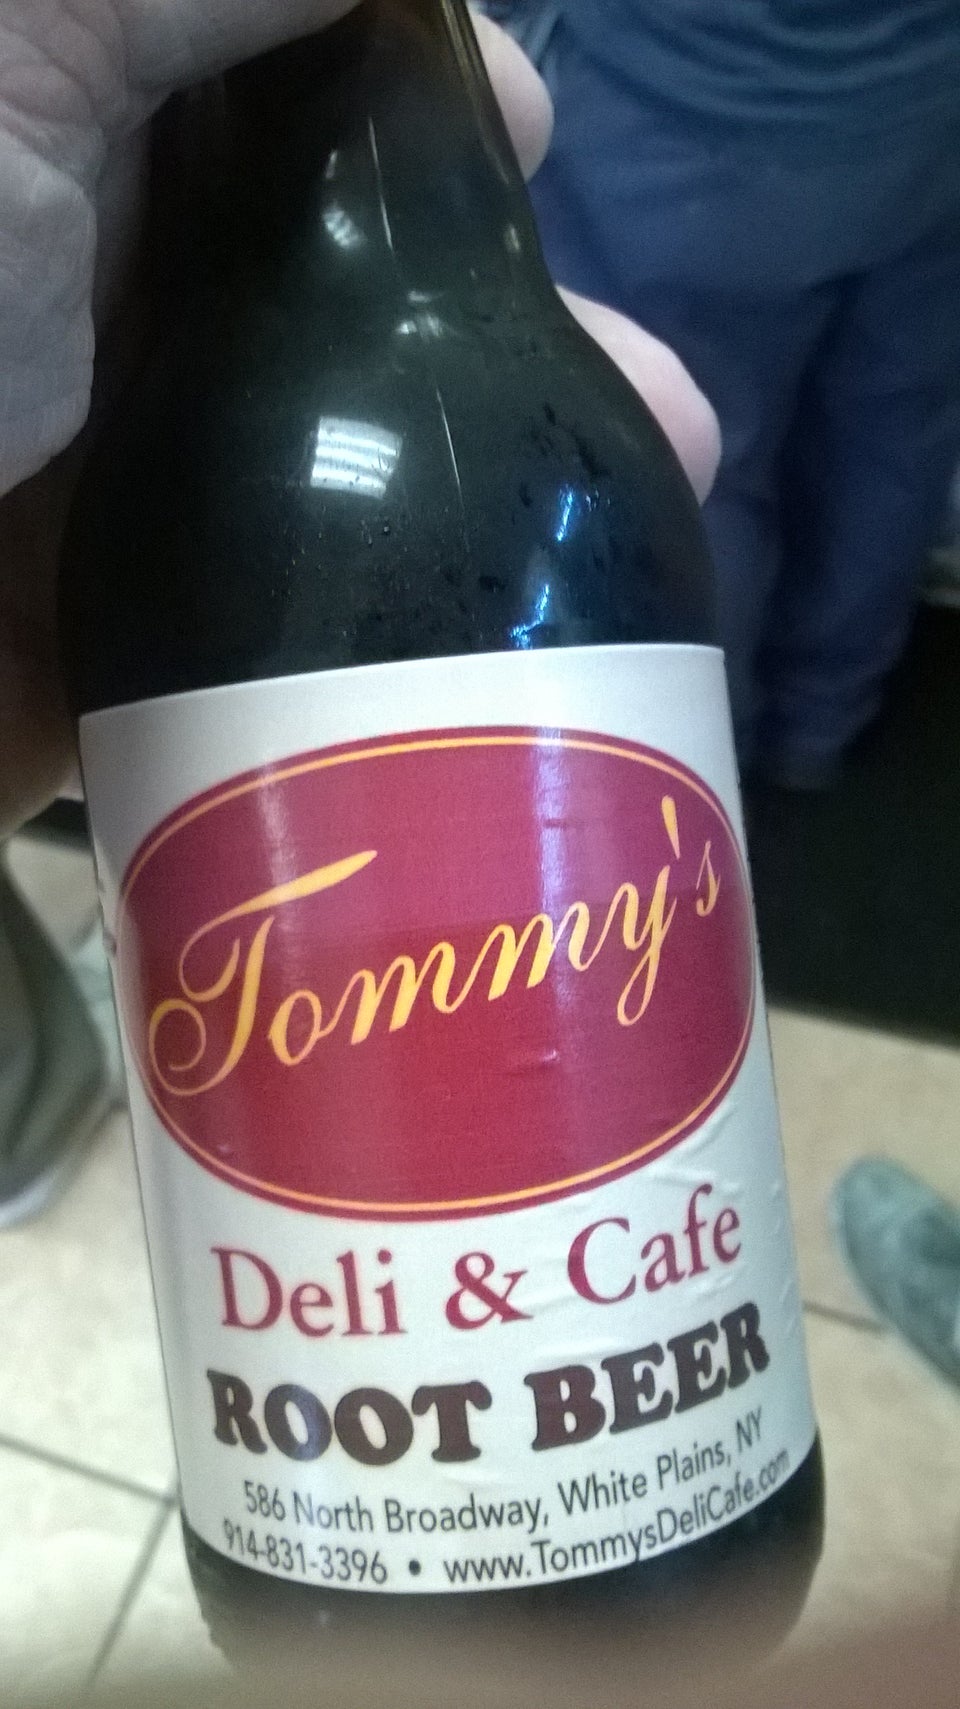 Tommy's
Deli & Cafe
ROOT BEER
586 North Broadway, White Plains, NY
914-831-3396 • www.TommysDeliCafe.com